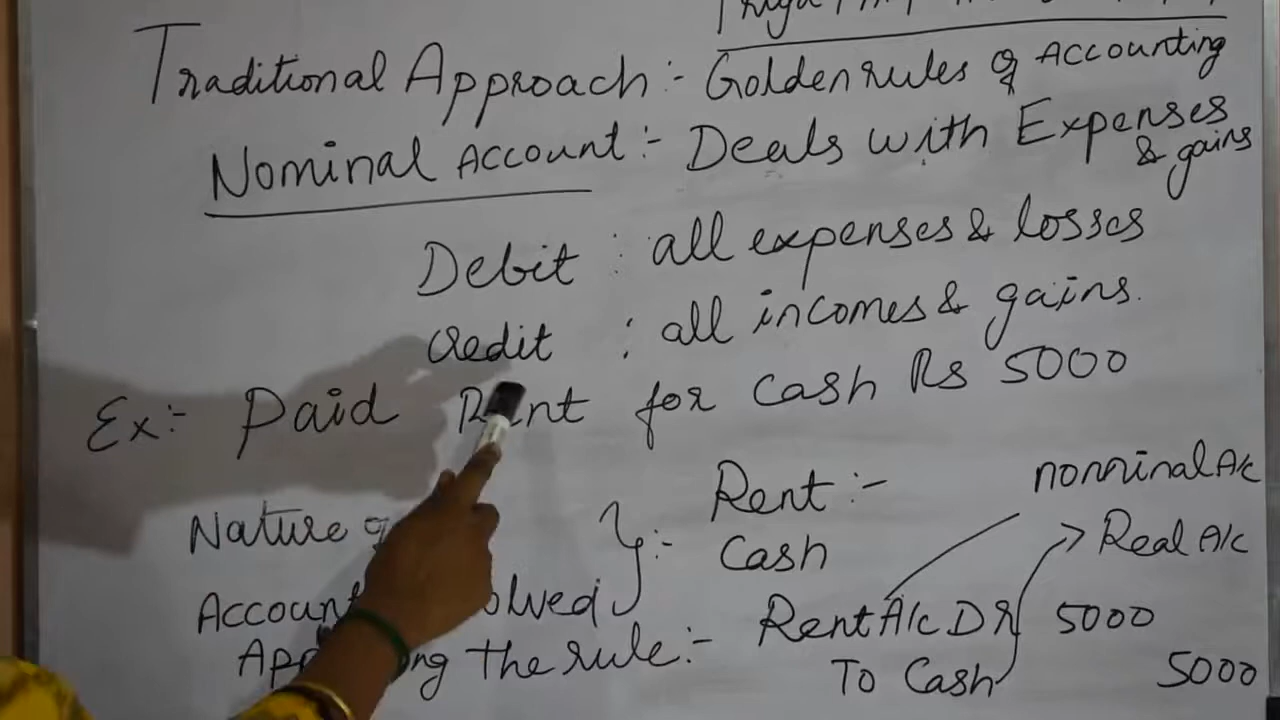 Traditional Approach :- Golden rules of Accounting
Nominal Account :- Deals with Expenses
& gains
Debit : all expenses & losses
Credit : all incomes & gains.
Ex:- Paid Rent for cash Rs 5000
Nature
Rent :- nominal A/c
Cash Real A/c
Rent A/c DR 5000
the rule :-
To Cash 5000